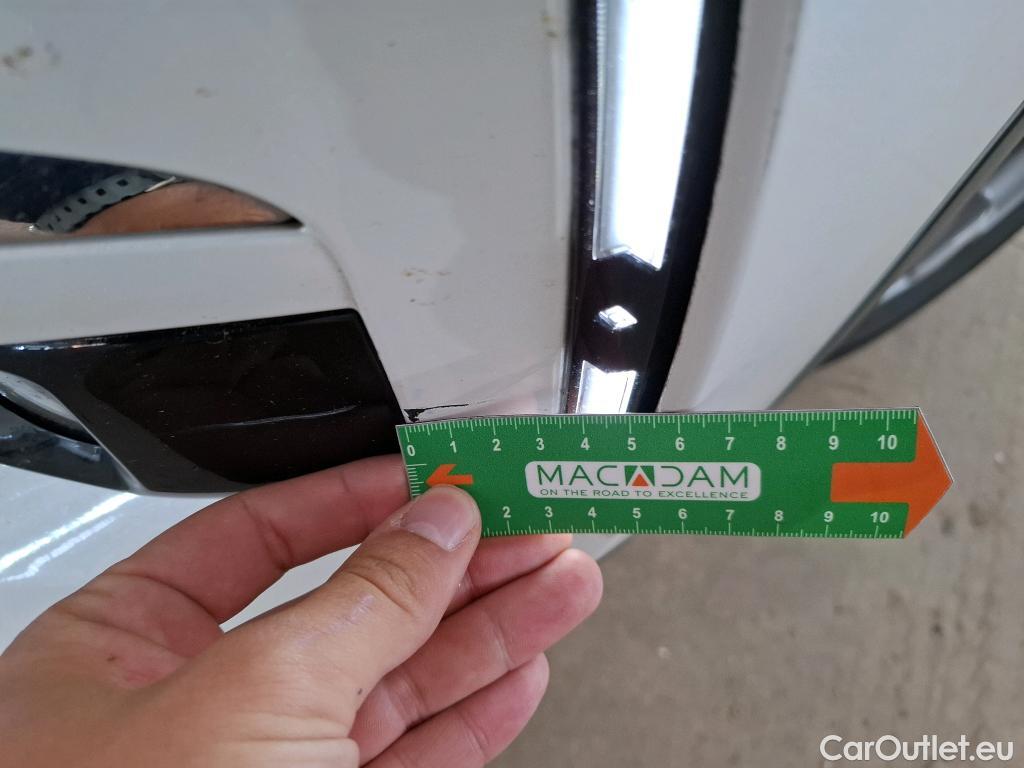 0 1 2 3 4 5 6 7 8 9 10
MACADAM
ON THE ROAD TO EXCELLENCE
2 3 4 5 6 7 8 9 10
CarOutlet.eu